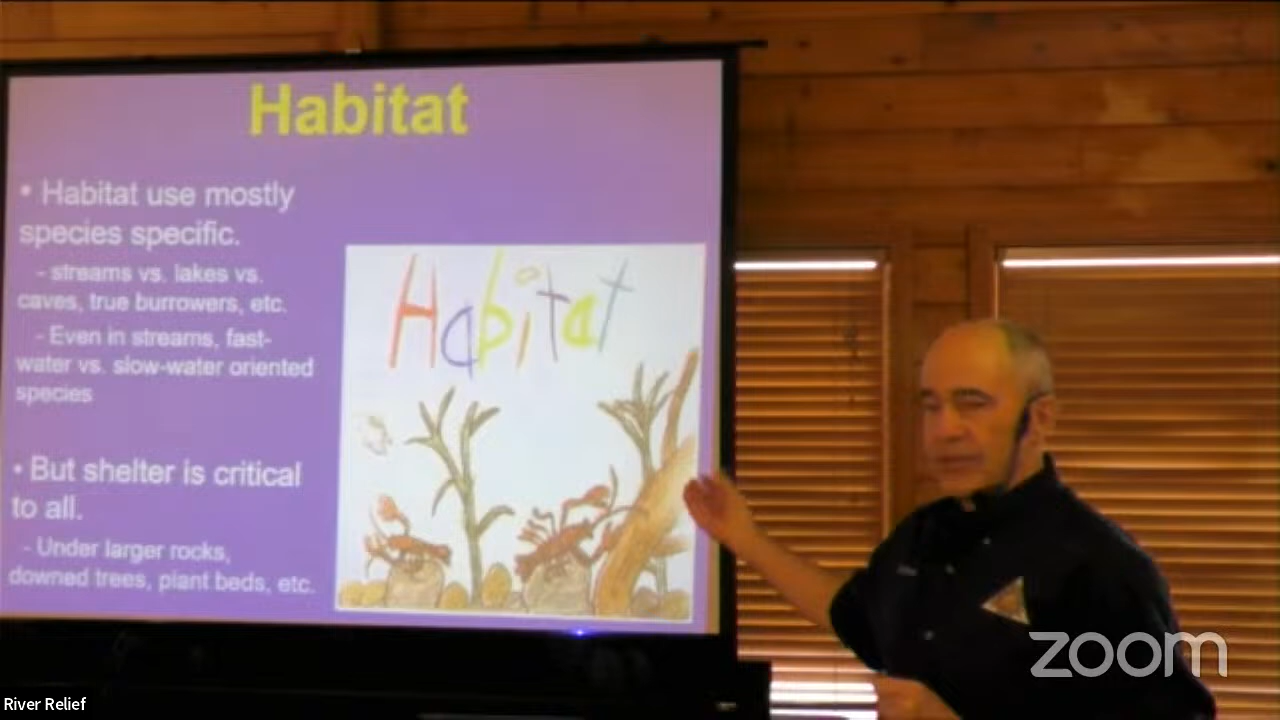 Habitat
• Habitat use mostly
species specific.
- streams vs. lakes vs.
caves, true burrowers, etc.
- Even in streams, fast-
water vs. slow-water oriented
species
• But shelter is critical
to all.
- Under larger rocks,
downed trees, plant beds, etc.
Habitat
zoom
River Relief